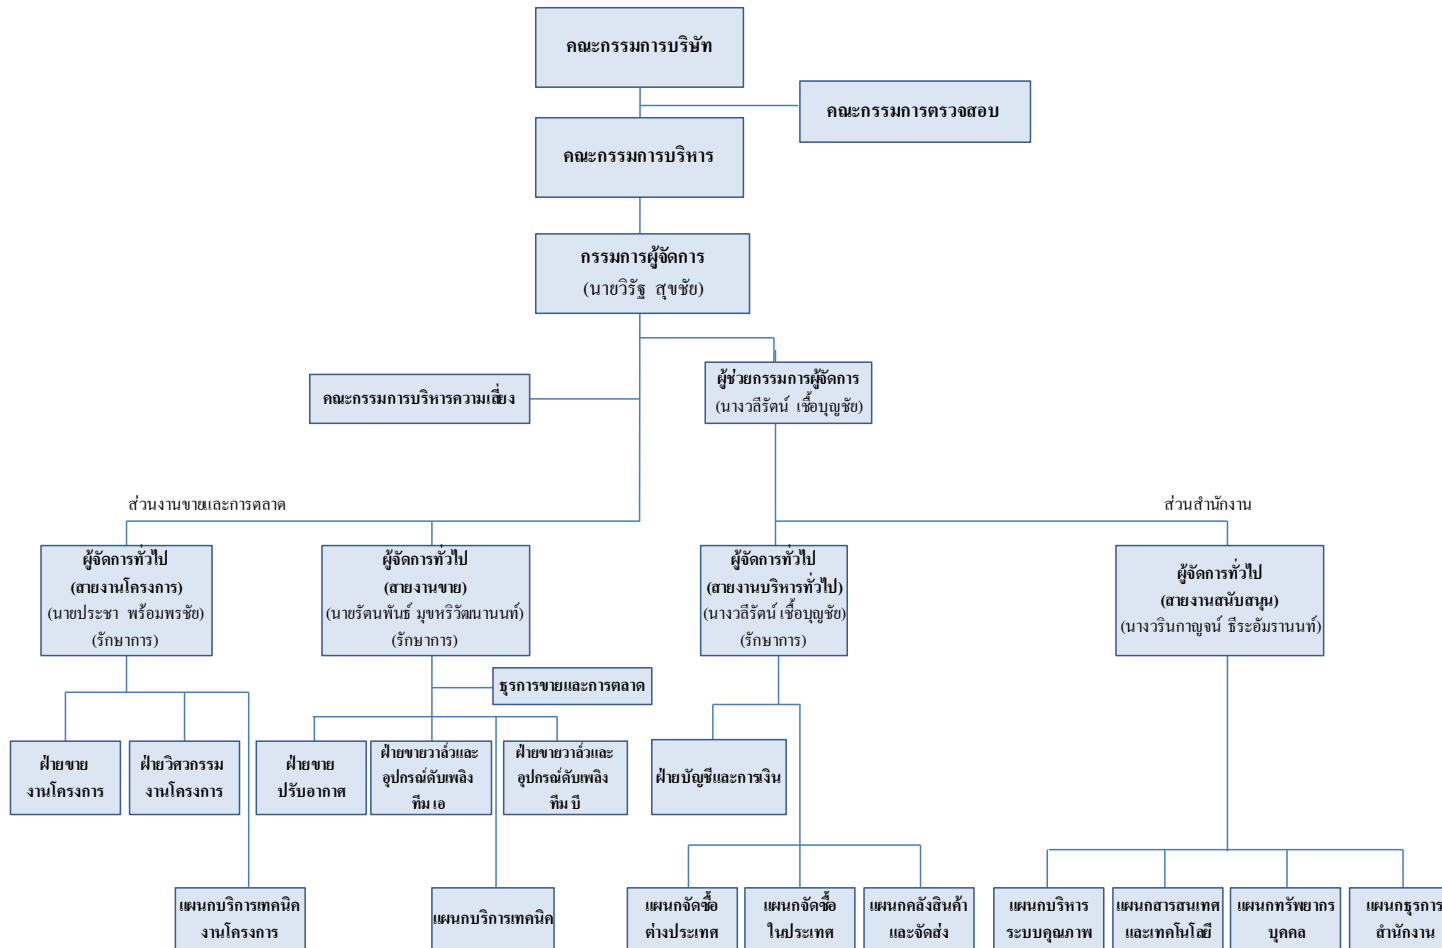 คณะกรรมการบริษัท
คณะกรรมการตรวจสอบ
คณะกรรมการบริหาร
กรรมการผู้จัดการ
(นายวิรัฐ สุขชัย)
ผู้ช่วยกรรมการผู้จัดการ
(นางวลีรัตน์ เชื้อบุญชัย)
คณะกรรมการบริหารความเสี่ยง
ส่วนงานขายและการตลาด
ส่วนสำนักงาน
ผู้จัดการทั่วไป
(สายงานโครงการ)
(นายประชา พร้อมพรชัย)
(รักษาการ)
ผู้จัดการทั่วไป
(สายงานขาย)
(นายรัตนพันธ์ มุขหริวัฒนานนท์)
(รักษาการ)
ผู้จัดการทั่วไป
(สายงานบริหารทั่วไป)
(นางวลีรัตน์ เชื้อบุญชัย)
(รักษาการ)
ผู้จัดการทั่วไป
(สายงานสนับสนุน)
(นางวรินกาญจน์ ธีระอัมรานนท์)
ธุรการขายและการตลาด
ฝ่ายขาย
งานโครงการ
ฝ่ายวิศวกรรม
งานโครงการ
ฝ่ายขาย
ปรับอากาศ
ฝ่ายขายวาล์วและ
อุปกรณ์ดับเพลิง
ทีม เอ
ฝ่ายขายวาล์วและ
อุปกรณ์ดับเพลิง
ทีม บี
ฝ่ายบัญชีและการเงิน
แผนกบริการเทคนิค
งานโครงการ
แผนกบริการเทคนิค
แผนกจัดซื้อ
ต่างประเทศ
แผนกจัดซื้อ
ในประเทศ
แผนกคลังสินค้า
และจัดส่ง
แผนกบริหาร
ระบบคุณภาพ
แผนกสารสนเทศ
และเทคโนโลยี
แผนกทรัพยากร
บุคคล
แผนกธุรการ
สำนักงาน